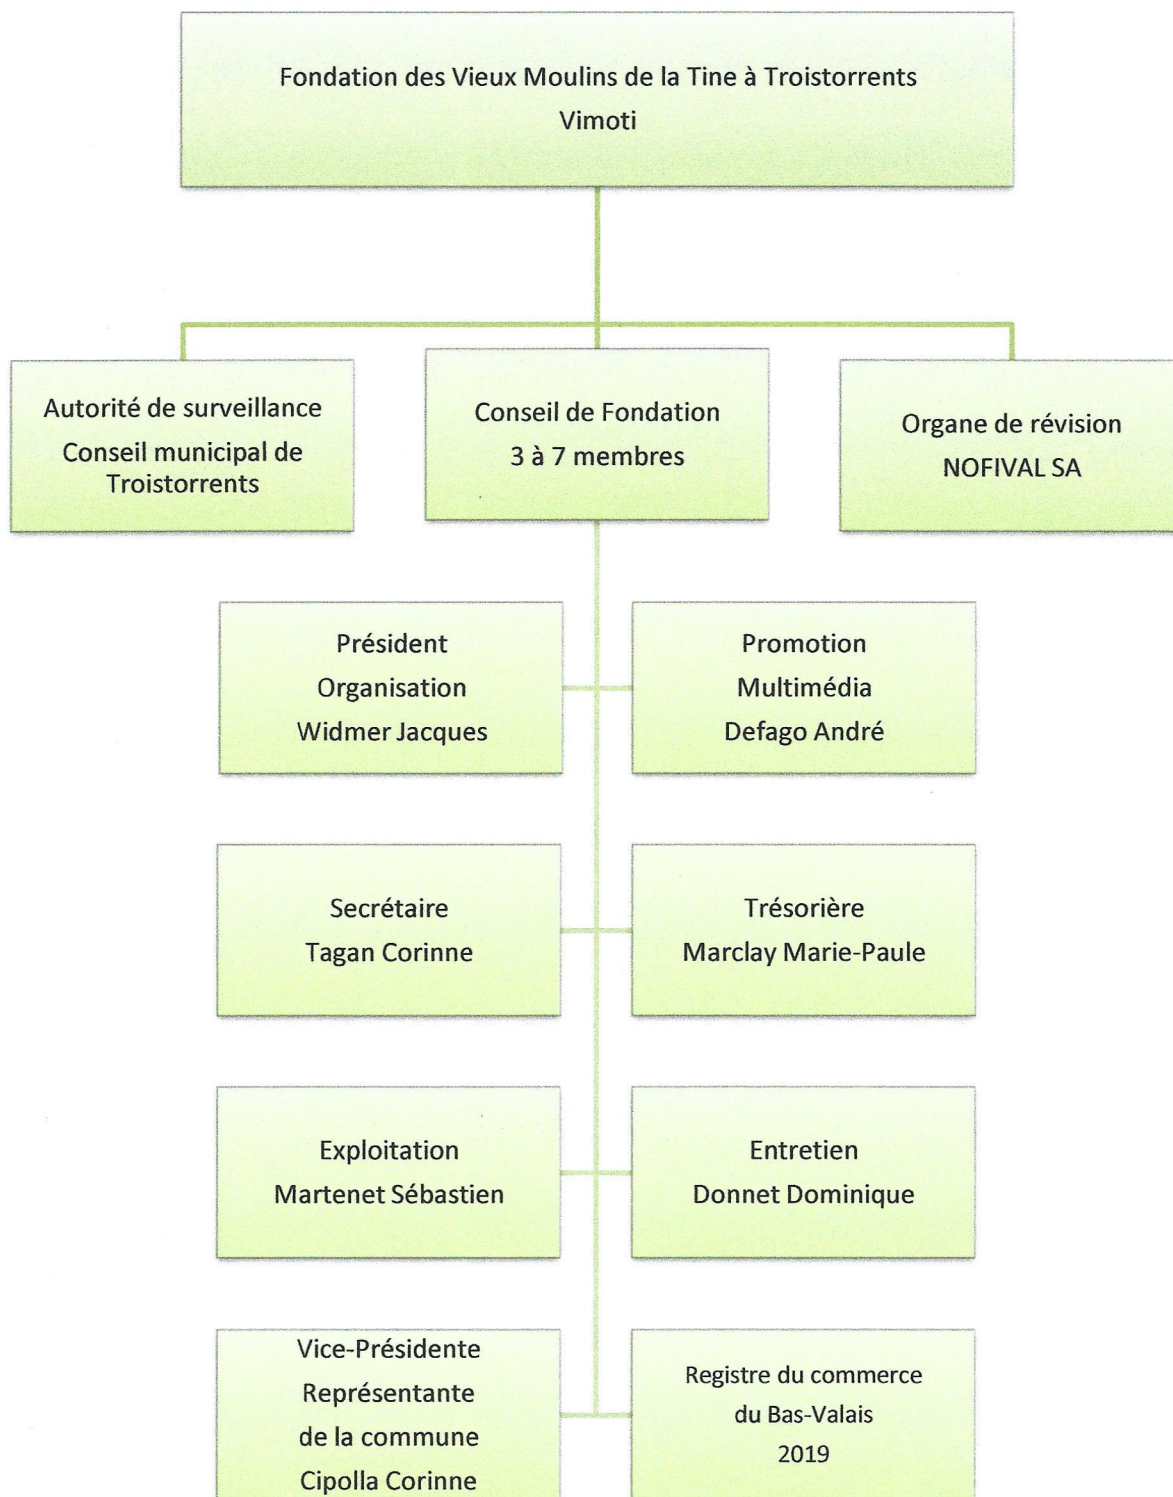 Fondation des Vieux Moulins de la Tine à Troistorrents
Vimoti
Autorité de surveillance
Conseil municipal de
Troistorrents
Conseil de Fondation
3 à 7 membres
Organe de révision
NOFIVAL SA
Président
Organisation
Widmer Jacques
Promotion
Multimédia
Defago André
Secrétaire
Tagan Corinne
Trésorière
Marclay Marie-Paule
Exploitation
Martenet Sébastien
Entretien
Donnet Dominique
Vice-Présidente
Représentante
de la commune
Cipolla Corinne
Registre du commerce
du Bas-Valais
2019